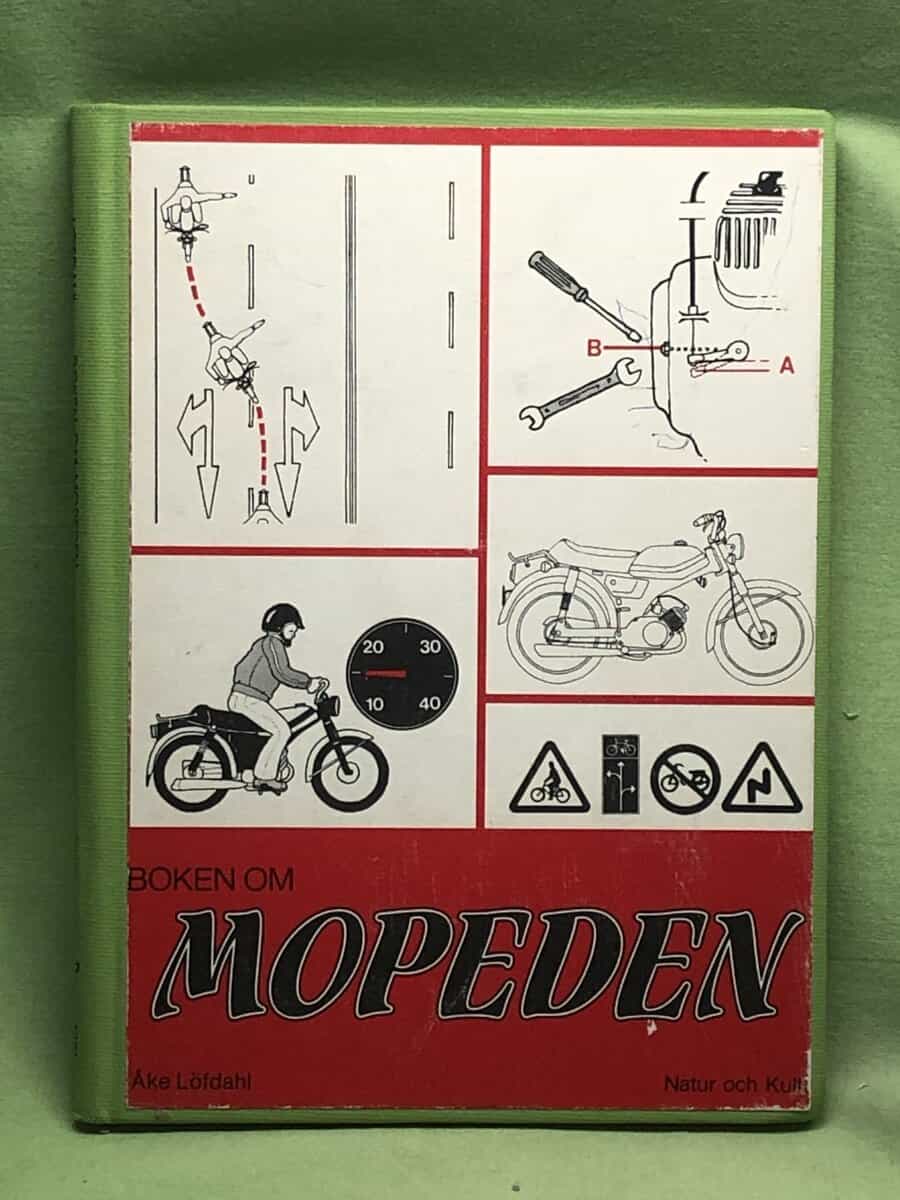 B
A
20 30
10 40
BOKEN OM
MOPEDEN
Åke Löfdahl
Natur och Kult